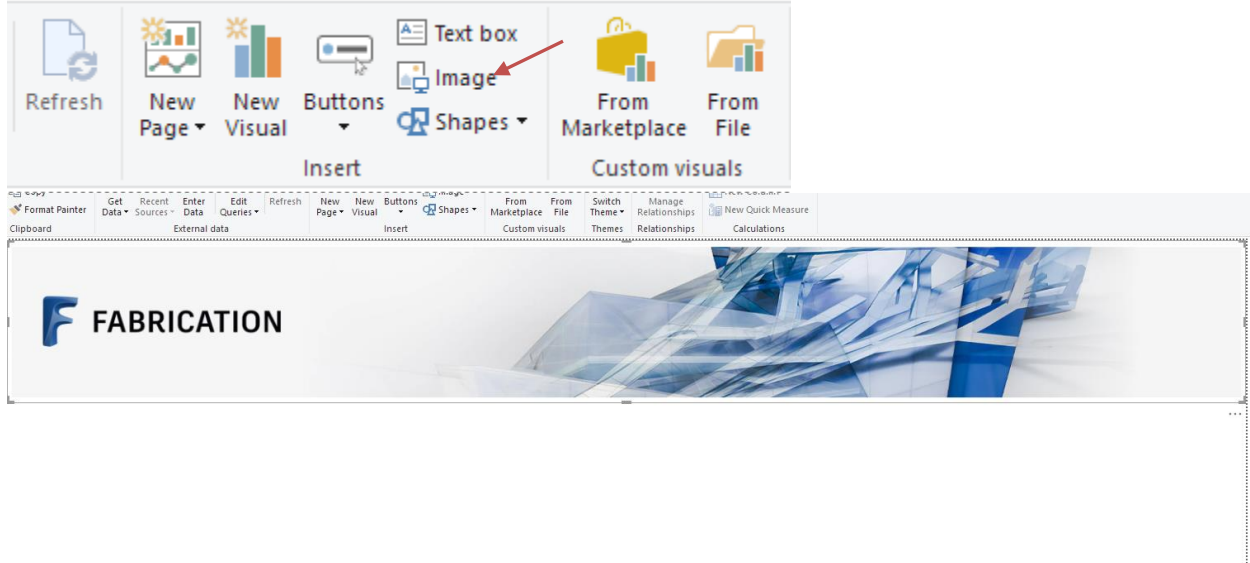 Text box
Image
Refresh New Page Visual Buttons Shapes From Marketplace From File
New
Insert Custom visuals
Copy
Image
Format Painter Get Data Recent Sources Enter Data Edit Queries Refresh New Page New Visual Buttons Shapes From Marketplace From File Switch Theme Manage Relationships New Quick Measure
Clipboard External data Insert Custom visuals Themes Relationships Calculations
FABRICATION
...